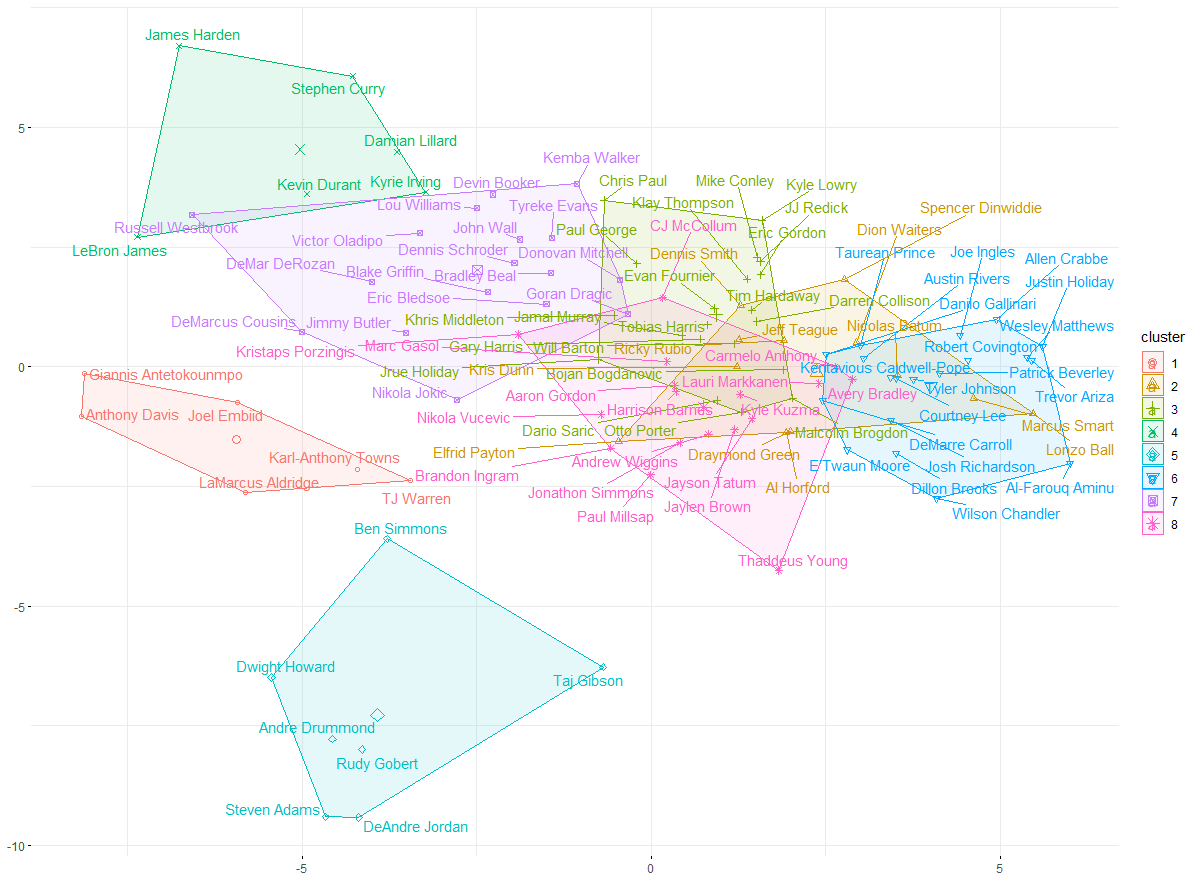 James Harden
Stephen Curry
5
Damian Lillard
Kemba Walker
Kevin Durant
Kyrie Irving
Devin Booker
Chris Paul
Mike Conley
Kyle Lowry
Lou Williams
Tyreke Evans
Klay Thompson
JJ Redick
Spencer Dinwiddie
Russell Westbrook
John Wall
Paul George
CJ McCollum
Eric Gordon
Dion Waiters
LeBron James
Victor Oladipo
Dennis Schroder
Donovan Mitchell
Dennis Smith
Taurean Prince
Joe Ingles
Allen Crabbe
DeMar DeRozan
Blake Griffin
Bradley Beal
Evan Fournier
Austin Rivers
Justin Holiday
Eric Bledsoe
Goran Dragic
Tim Hardaway
Darren Collison
Danilo Gallinari
DeMarcus Cousins
Jimmy Butler
Khris Middleton
Jamal Murray
Tobias Harris
Jeff Teague
Nicolas Batum
Wesley Matthews
Kristaps Porzingis
Marc Gasol
Gary Harris
Will Barton
Ricky Rubio
Carmelo Anthony
Robert Covington
cluster
0
Giannis Antetokounmpo
Jrue Holiday
Kris Dunn
Bojan Bogdanovic
Lauri Markkanen
Kentavious Caldwell-Pope
Patrick Beverley
1
Nikola Jokic
Aaron Gordon
Avery Bradley
Tyler Johnson
Trevor Ariza
2
Anthony Davis
Joel Embiid
Nikola Vucevic
Harrison Barnes
Kyle Kuzma
Courtney Lee
Marcus Smart
3
Dario Saric
Otto Porter
Malcolm Brogdon
DeMarre Carroll
Lonzo Ball
4
Karl-Anthony Towns
Elfrid Payton
Andrew Wiggins
Draymond Green
ETwaun Moore
Josh Richardson
5
LaMarcus Aldridge
Brandon Ingram
Jonathon Simmons
Jayson Tatum
Al Horford
Dillon Brooks
Al-Farouq Aminu
6
TJ Warren
Paul Millsap
Jaylen Brown
Wilson Chandler
7
Ben Simmons
8
Thaddeus Young
-5
Dwight Howard
Taj Gibson
Andre Drummond
Rudy Gobert
Steven Adams
DeAndre Jordan
-10
-5
0
5